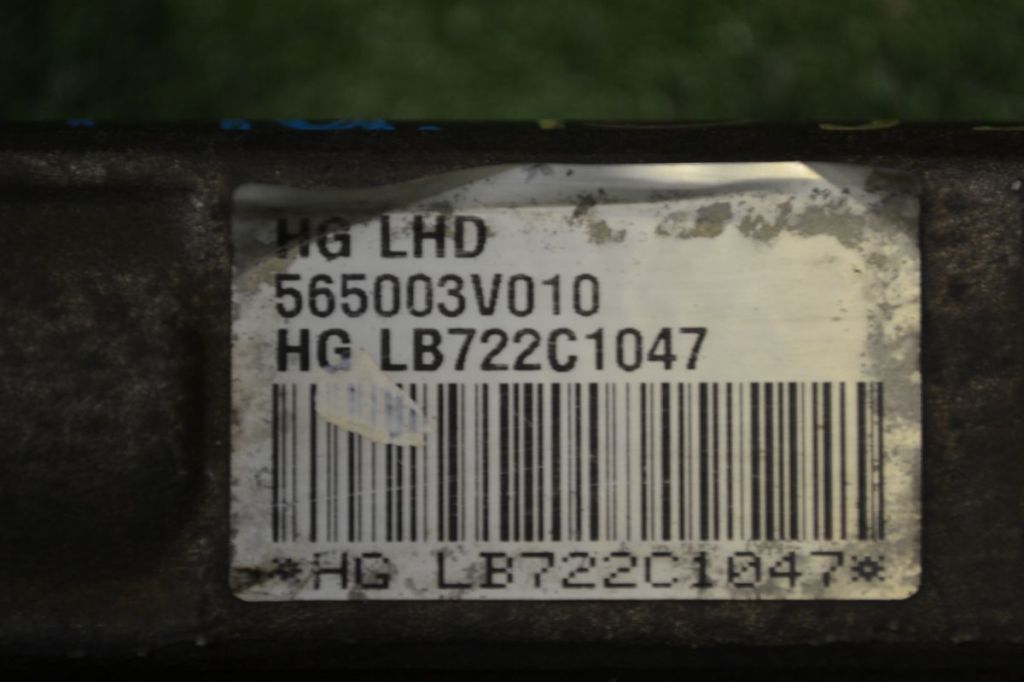 HG LHD
565003V010
HG LB722C1047
*HG LB722C1047*